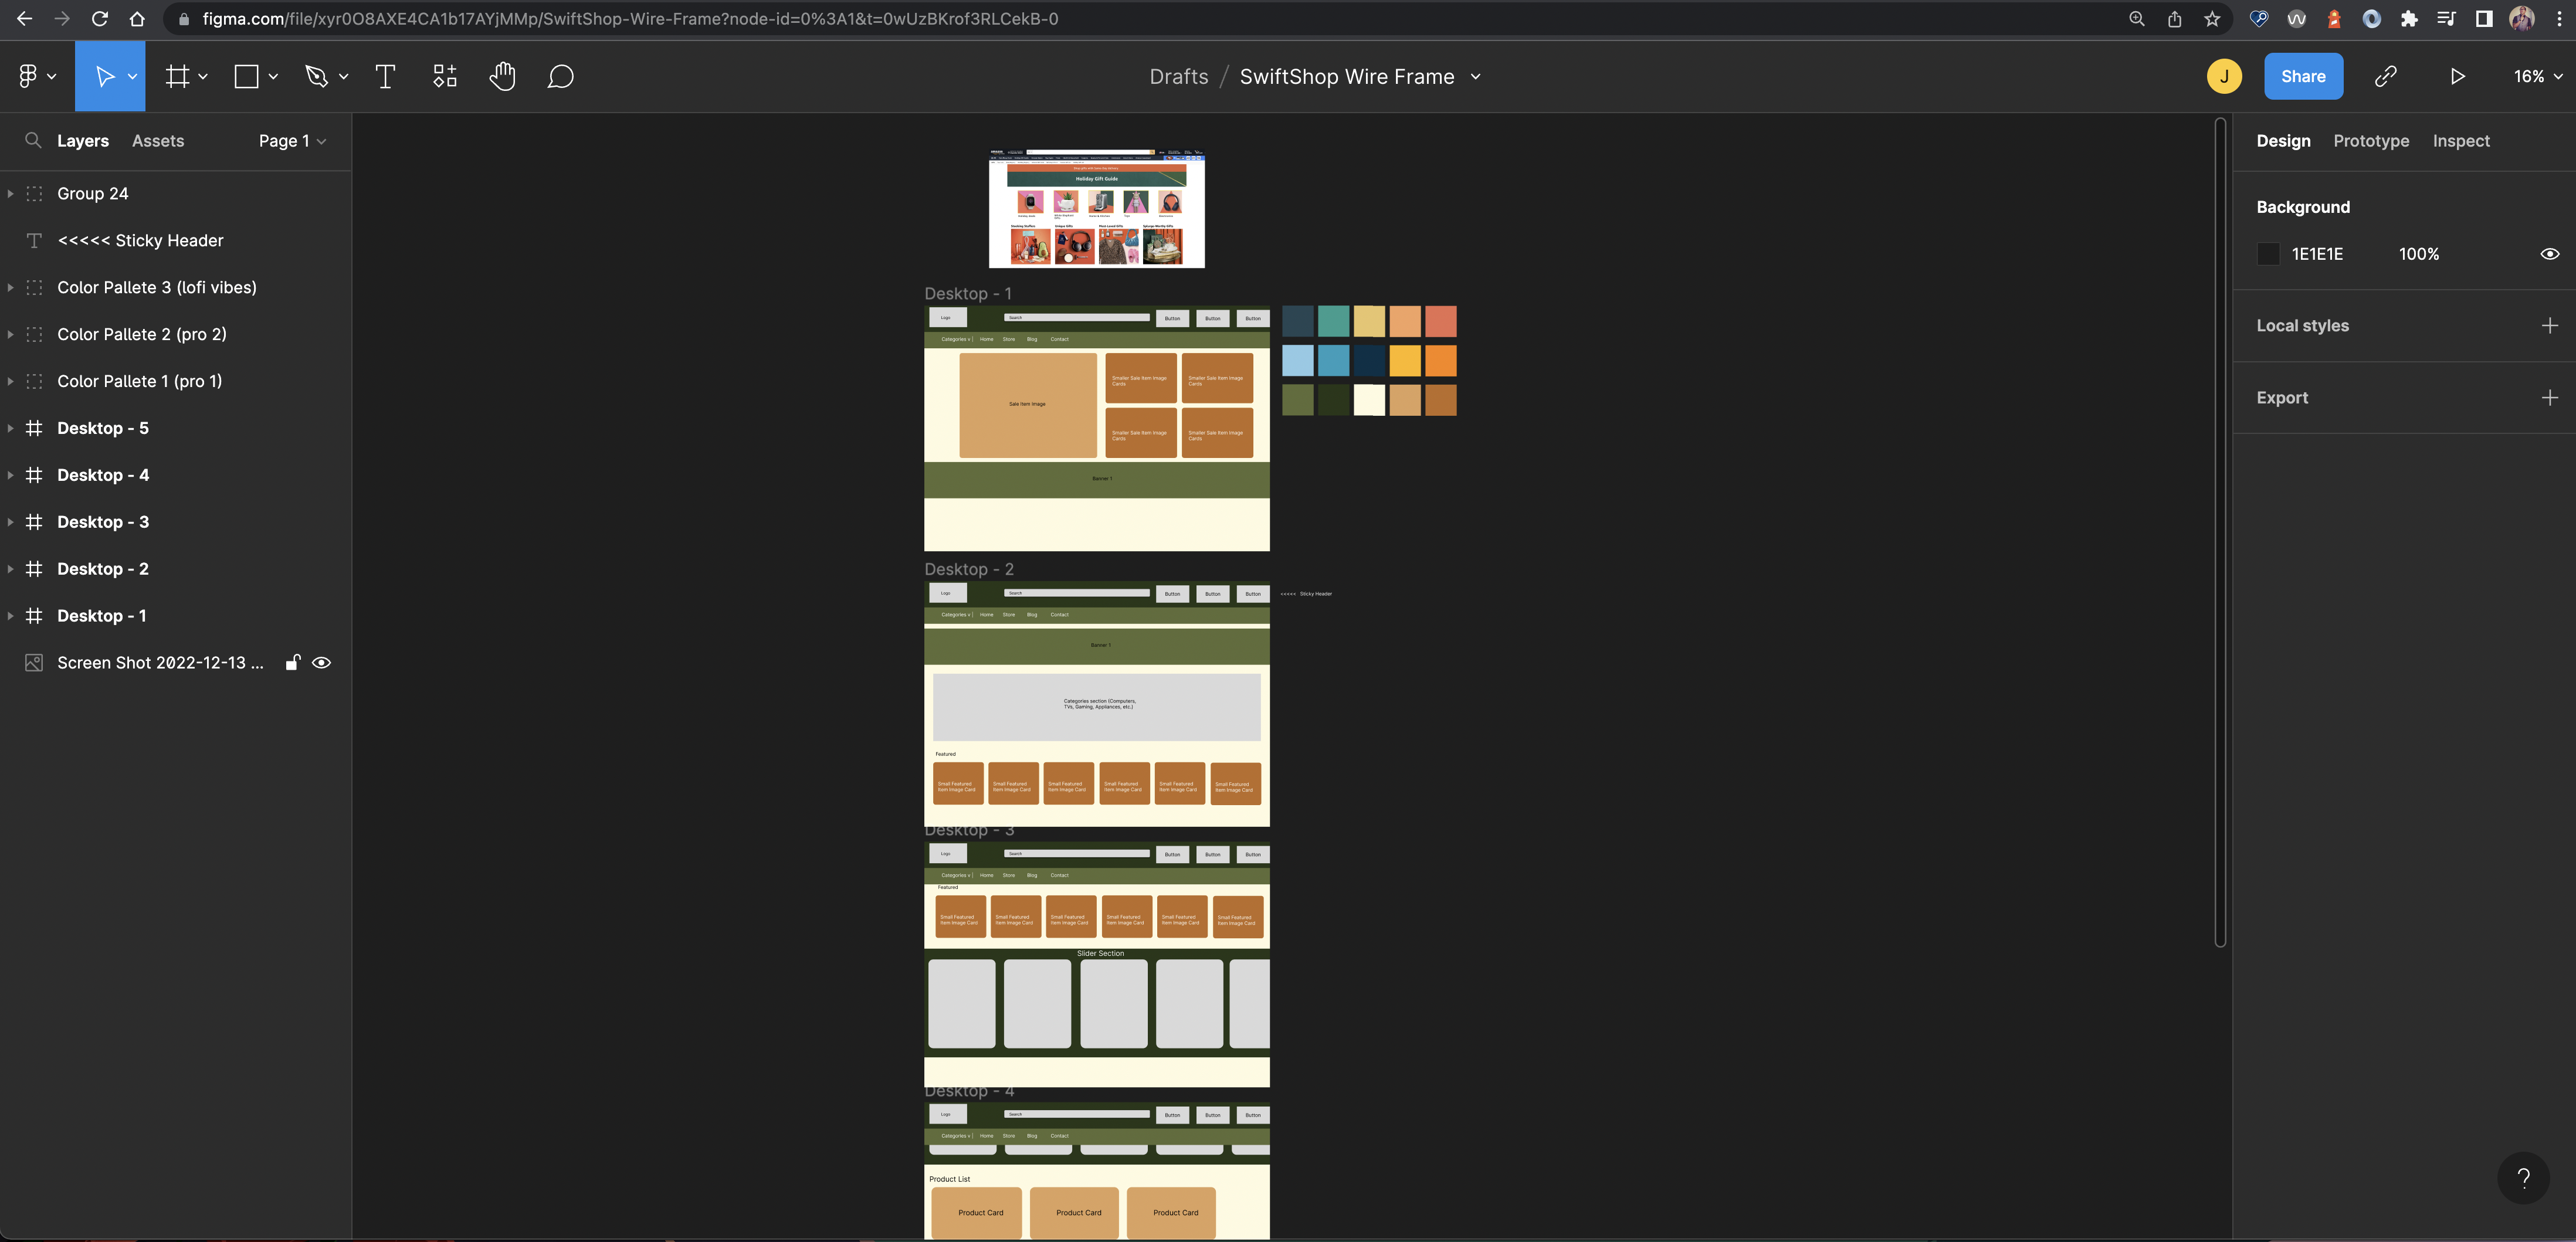 figma.com/file/xyr0O8AXE4CA1b17AYjMMp/SwiftShop-Wire-Frame?node-id=0%3A1&t=0wUzBKrof3RLCekB-0
Drafts / SwiftShop Wire Frame
J
Share
16%
Layers
Assets
Page 1
Group 24
<<<<< Sticky Header
Color Pallete 3 (lofi vibes)
Color Pallete 2 (pro 2)
Color Pallete 1 (pro 1)
Desktop - 5
Desktop - 4
Desktop - 3
Desktop - 2
Desktop - 1
Screen Shot 2022-12-13 ...
Holiday Gift Guide
Desktop - 1
Logo
Search
Button
Button
Button
Categories v |
Home
Store
Blog
Contact
Sale Item Image
Smaller Sale Item Image
Cards
Smaller Sale Item Image
Cards
Smaller Sale Item Image
Cards
Smaller Sale Item Image
Cards
Banner 1
Desktop - 2
Logo
Search
Button
Button
Button
<<<<< Sticky Header
Categories v |
Home
Store
Blog
Contact
Banner 1
Categories section (Computers,
TVs, Gaming, Appliances, etc.)
Featured
Small Featured
Item Image Card
Small Featured
Item Image Card
Small Featured
Item Image Card
Small Featured
Item Image Card
Small Featured
Item Image Card
Small Featured
Item Image Card
Desktop - 3
Logo
Search
Button
Button
Button
Categories v |
Home
Store
Blog
Contact
Featured
Small Featured
Item Image Card
Small Featured
Item Image Card
Small Featured
Item Image Card
Small Featured
Item Image Card
Small Featured
Item Image Card
Small Featured
Item Image Card
Slider Section
Desktop - 4
Logo
Search
Button
Button
Button
Categories v |
Home
Store
Blog
Contact
Product List
Product Card
Product Card
Product Card
Design
Prototype
Inspect
Background
1E1E1E
100%
Local styles
Export
?